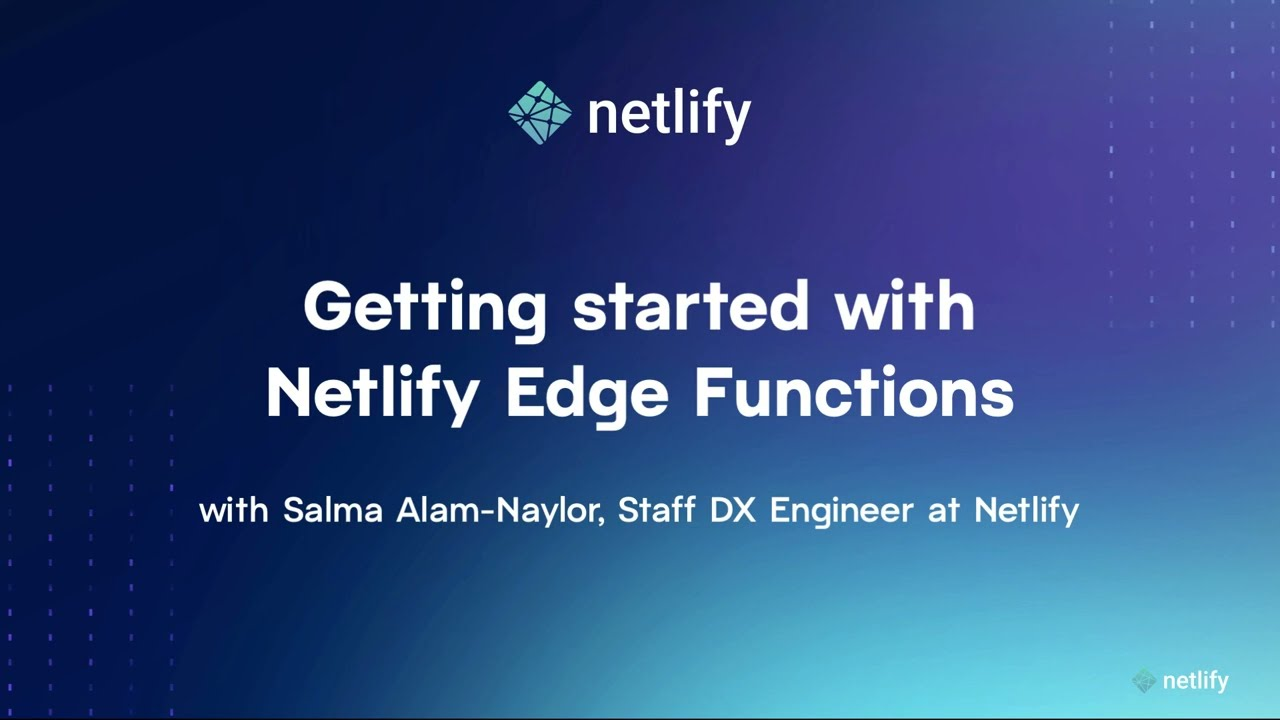 netlify
Getting started with
Netlify Edge Functions
with Salma Alam-Naylor, Staff DX Engineer at Netlify
netlify